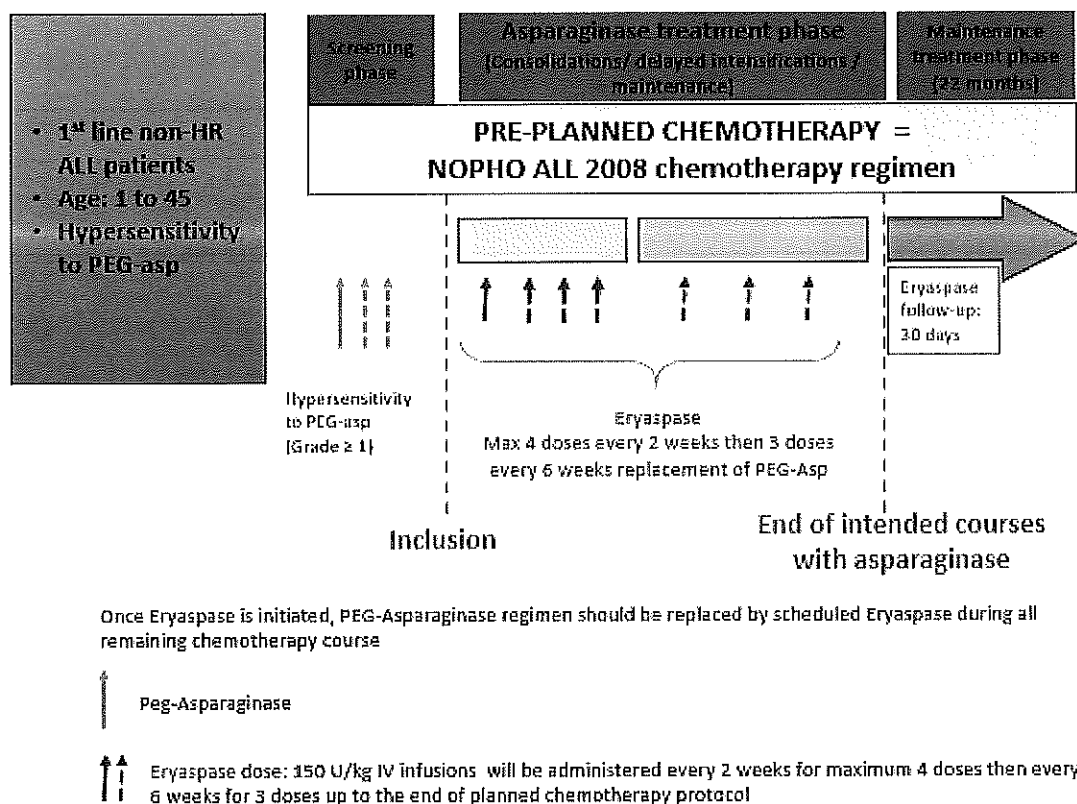 • 1st line non-HR
ALL patients
• Age: 1 to 45
• Hypersensitivity
to PEG-asp
Screening
phase
Asparaginase treatment phase
(Consolidations/ delayed intensifications /
maintenance)
Maintenance
treatment phase
(22 months)
PRE-PLANNED CHEMOTHERAPY =
NOPHO ALL 2008 chemotherapy regimen
Eryaspase
follow-up:
30 days
Hypersensitivity
to PEG-asp
(Grade ≥ 1)
Eryaspase
Max 4 doses every 2 weeks then 3 doses
every 6 weeks replacement of PEG-Asp
Inclusion
End of intended courses
with asparaginase
Once Eryaspase is initiated, PEG-Asparaginase regimen should be replaced by scheduled Eryaspase during all
remaining chemotherapy course
Peg-Asparaginase
Eryaspase dose: 150 U/kg IV infusions will be administered every 2 weeks for maximum 4 doses then every
6 weeks for 3 doses up to the end of planned chemotherapy protocol